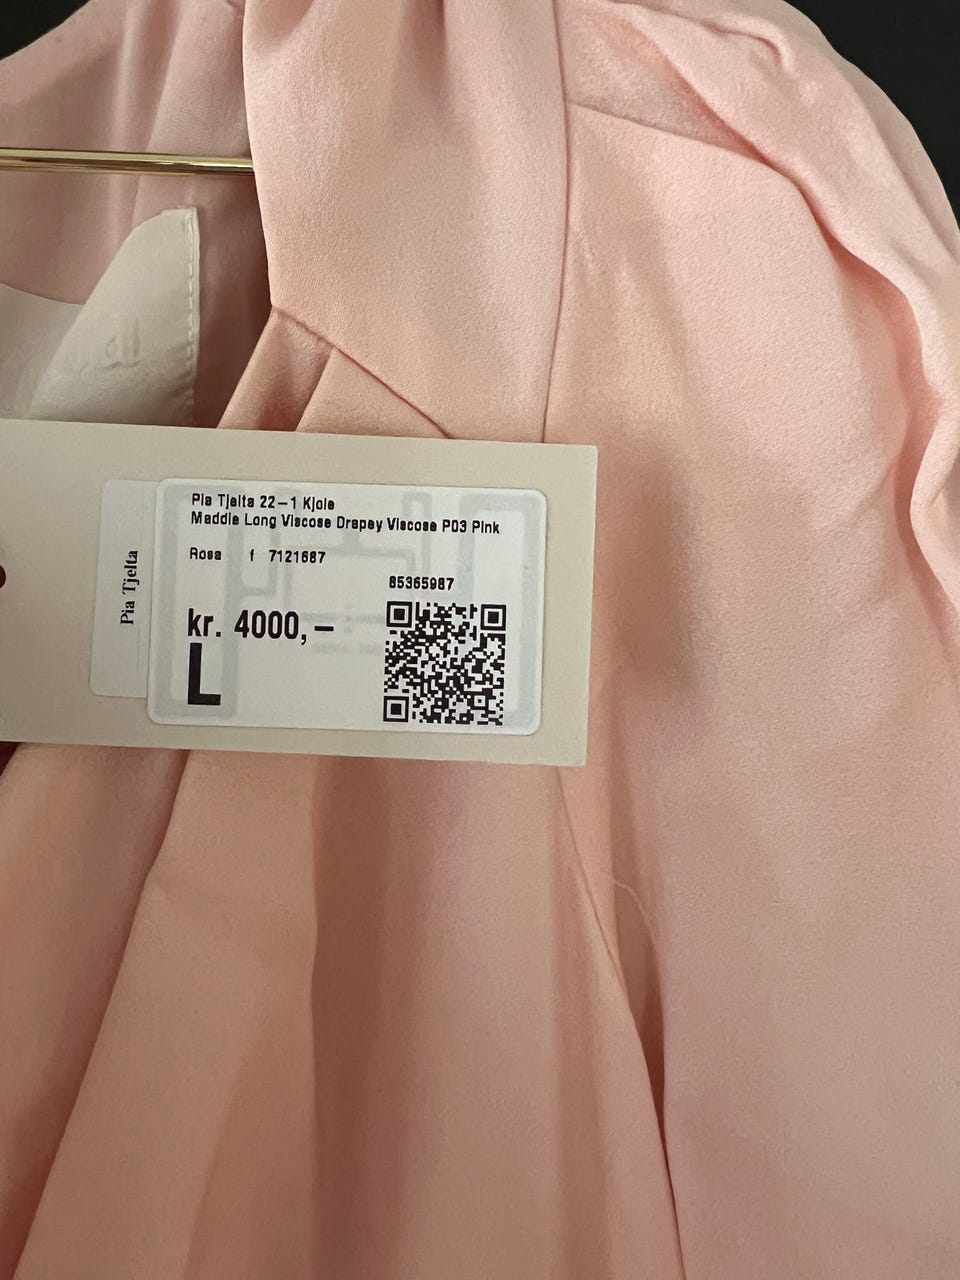 Pia Tjelta 22-1 Kjole
Maddie Long Viscose Drapey Viscose P03 Pink
Rosa f 7121687
85365987
kr. 4000,-
L
Pia Tjelta